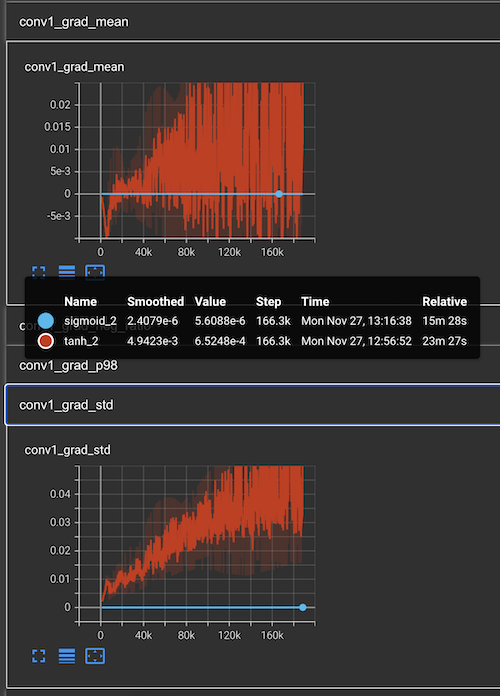 conv1_grad_mean
conv1_grad_mean
0.02
0.015
0.01
5e-3
0
-5e-3
0 40k 80k 120k 160k
Name Smoothed Value Step Time Relative
sigmoid_2 2.4079e-6 5.6088e-6 166.3k Mon Nov 27, 13:16:38 15m 28s
tanh_2 4.9423e-3 6.5248e-4 166.3k Mon Nov 27, 12:56:52 23m 27s
conv1_grad_p98
conv1_grad_std
conv1_grad_std
0.04
0.03
0.02
0.01
0
0 40k 80k 120k 160k